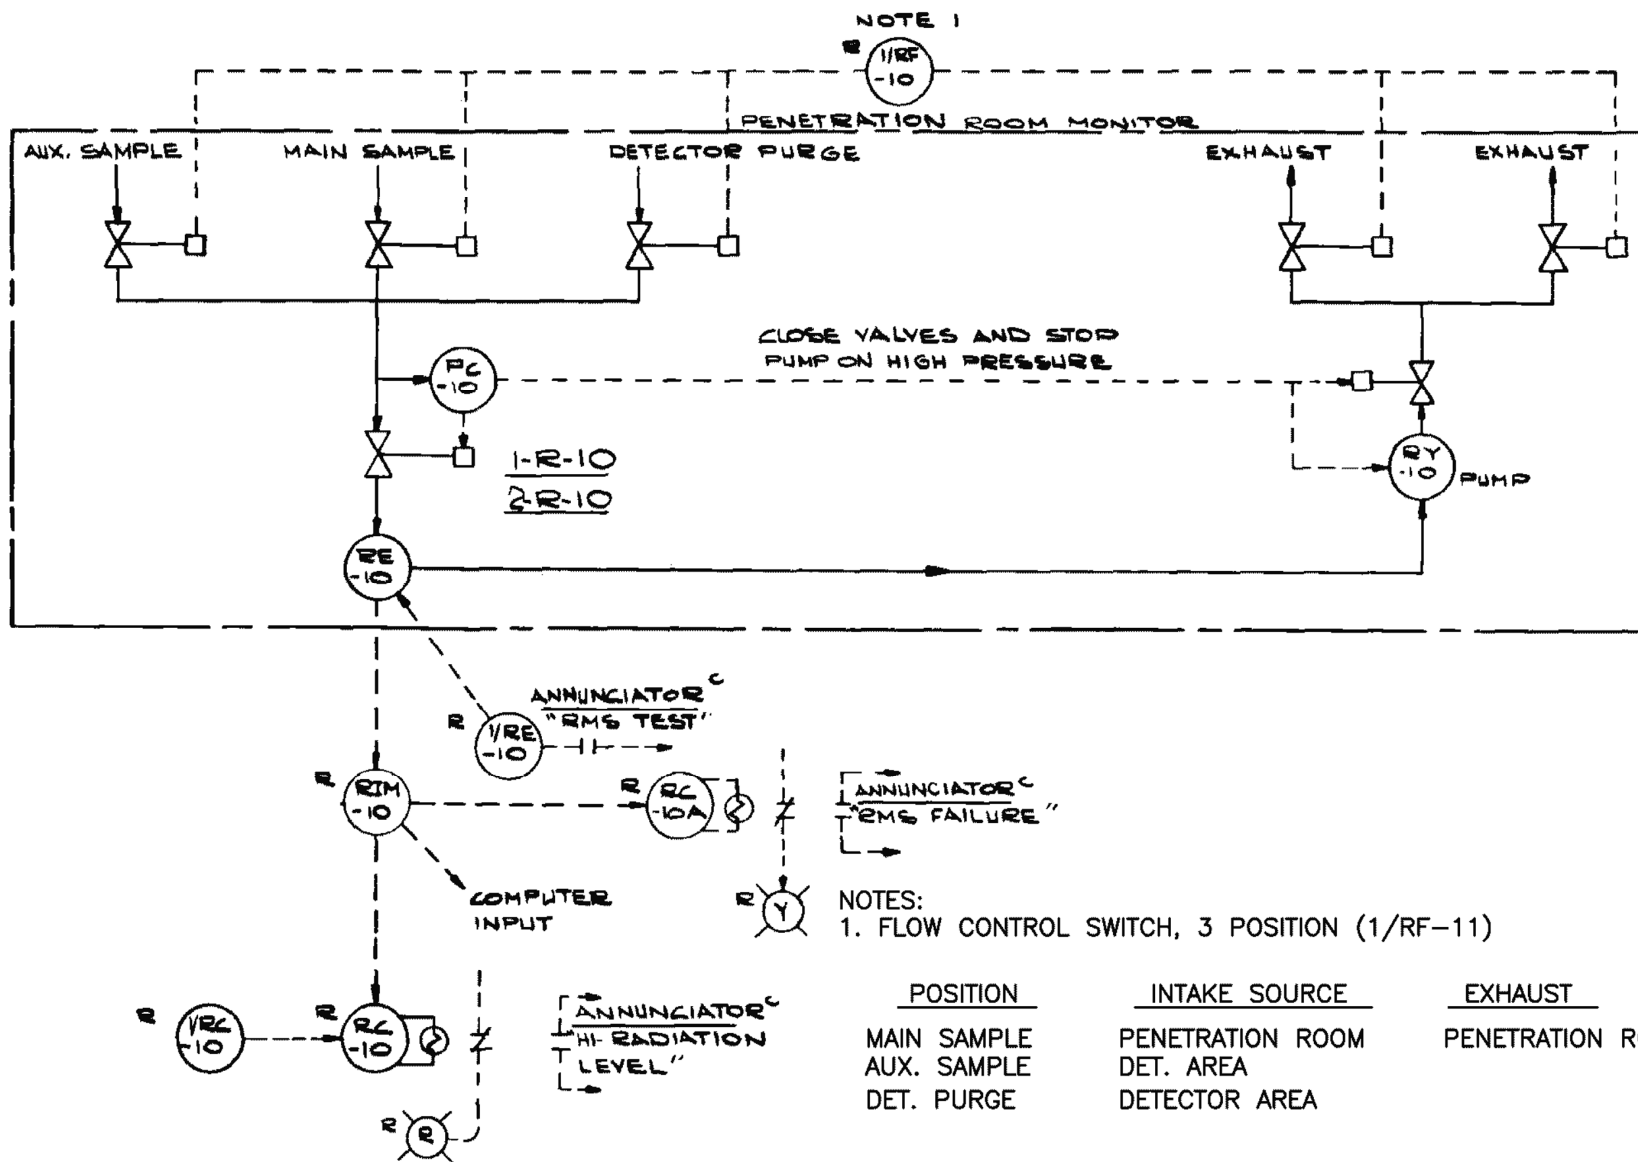 NOTE 1
R
1/RF
-10
PENETRATION ROOM MONITOR
AUX. SAMPLE
MAIN SAMPLE
DETECTOR PURGE
EXHAUST
EXHAUST
CLOSE VALVES AND STOP
PUMP ON HIGH PRESSURE
PC
-10
1-R-10
2-R-10
RY
-10
PUMP
RE
-10
ANNUNCIATOR C
"RMS TEST"
R
1/RE
-10
R
RIM
-10
R
RC
-10A
ANNUNCIATOR C
"RMS FAILURE"
COMPUTER
INPUT
R
Y
NOTES:
1. FLOW CONTROL SWITCH, 3 POSITION (1/RF-11)
POSITION INTAKE SOURCE EXHAUST
MAIN SAMPLE PENETRATION ROOM PENETRATION
AUX. SAMPLE DET. AREA
DET. PURGE DETECTOR AREA
R
1/RC
-10
R
RC
-10
ANNUNCIATOR C
"HI-RADIATION
LEVEL"
R
R